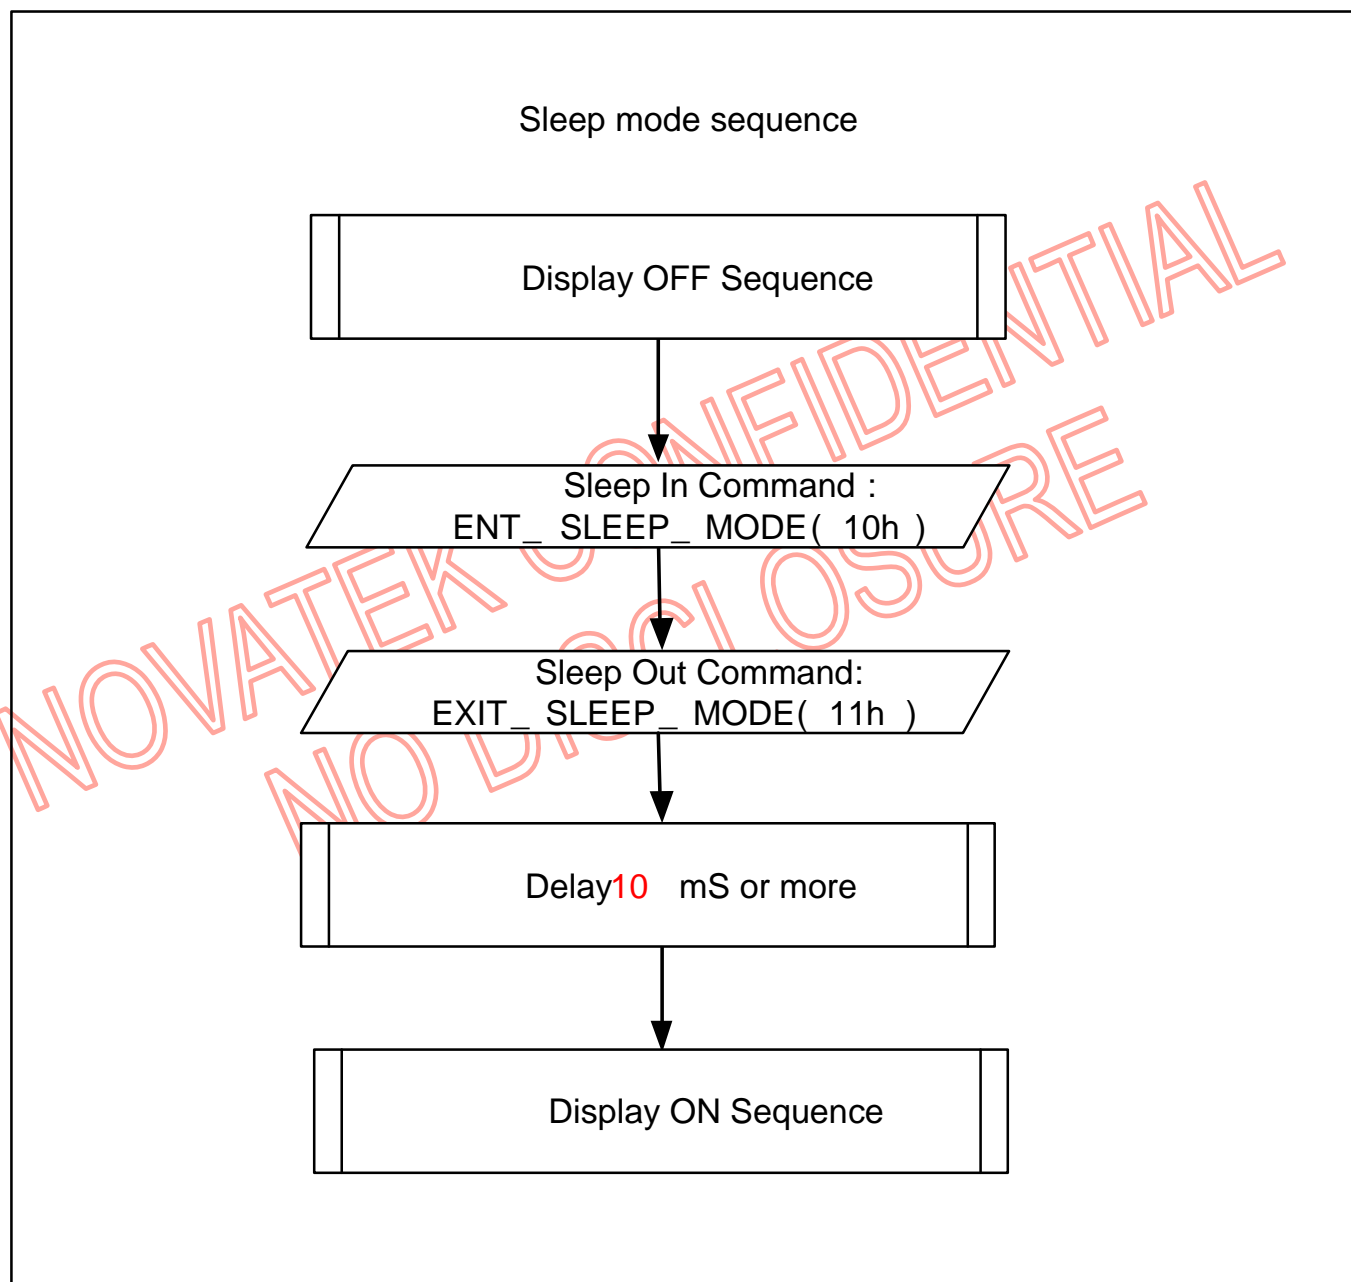 Sleep mode sequence
Display OFF Sequence
Sleep In Command :
ENT_ SLEEP_ MODE( 10h )
Sleep Out Command:
EXIT_ SLEEP_ MODE( 11h )
Delay10 mS or more
Display ON Sequence
NOVATEK CONFIDENTIAL
NO DISCLOSURE